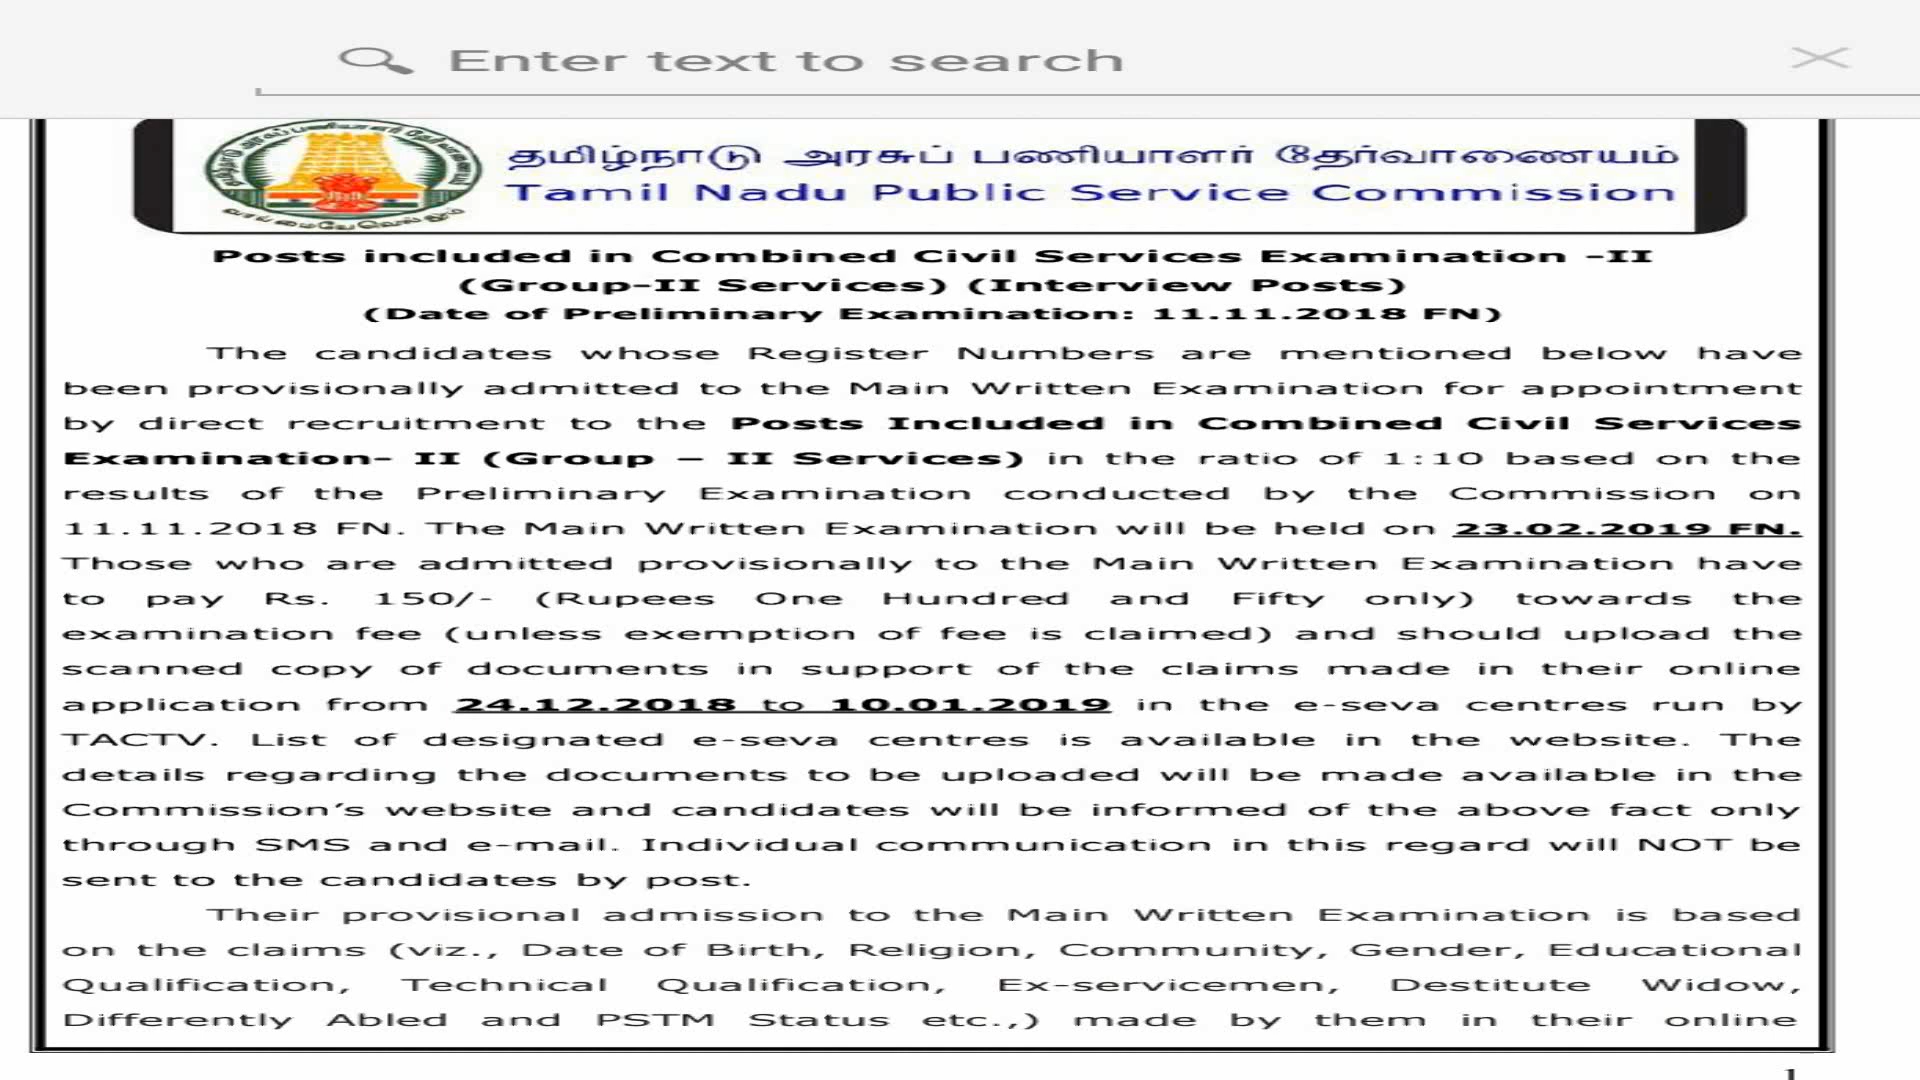 Enter text to search
தமிழ்நாடு அரசுப் பணியாளர் தேர்வாணையம்
Tamil Nadu Public Service Commission
Posts included in Combined Civil Services Examination -II
(Group-II Services) (Interview Posts)
(Date of Preliminary Examination: 11.11.2018 FN)
The candidates whose Register Numbers are mentioned below have
been provisionally admitted to the Main Written Examination for appointment
by direct recruitment to the Posts Included in Combined Civil Services
Examination- II (Group – II Services) in the ratio of 1:10 based on the
results of the Preliminary Examination conducted by the Commission on
11.11.2018 FN. The Main Written Examination will be held on 23.02.2019 FN.
Those who are admitted provisionally to the Main Written Examination have
to pay Rs. 150/- (Rupees One Hundred and Fifty only) towards the
examination fee (unless exemption of fee is claimed) and should upload the
scanned copy of documents in support of the claims made in their online
application from 24.12.2018 to 10.01.2019 in the e-seva centres run by
TACTV. List of designated e-seva centres is available in the website. The
details regarding the documents to be uploaded will be made available in the
Commission’s website and candidates will be informed of the above fact only
through SMS and e-mail. Individual communication in this regard will NOT be
sent to the candidates by post.
Their provisional admission to the Main Written Examination is based
on the claims (viz., Date of Birth, Religion, Community, Gender, Educational
Qualification, Technical Qualification, Ex-servicemen, Destitute Widow,
Differently Abled and PSTM Status etc.,) made by them in their online
1